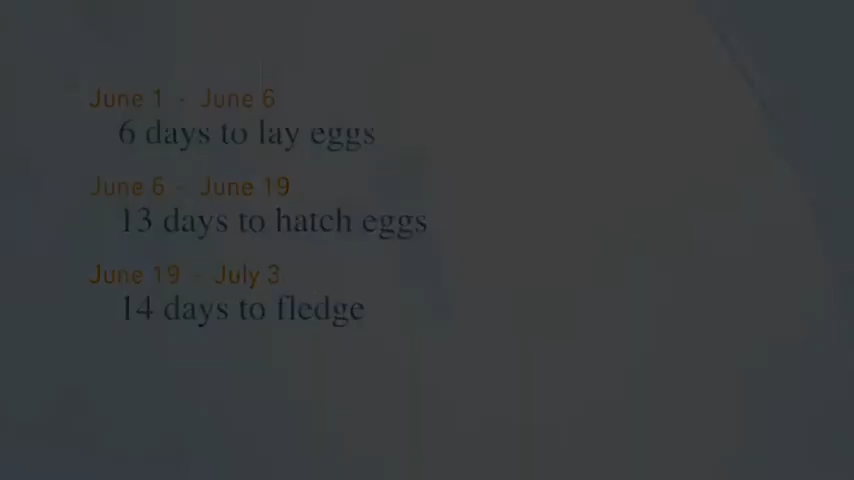 June 1 - June 6
6 days to lay eggs
June 6 - June 19
13 days to hatch eggs
June 19 - July 3
14 days to fledge